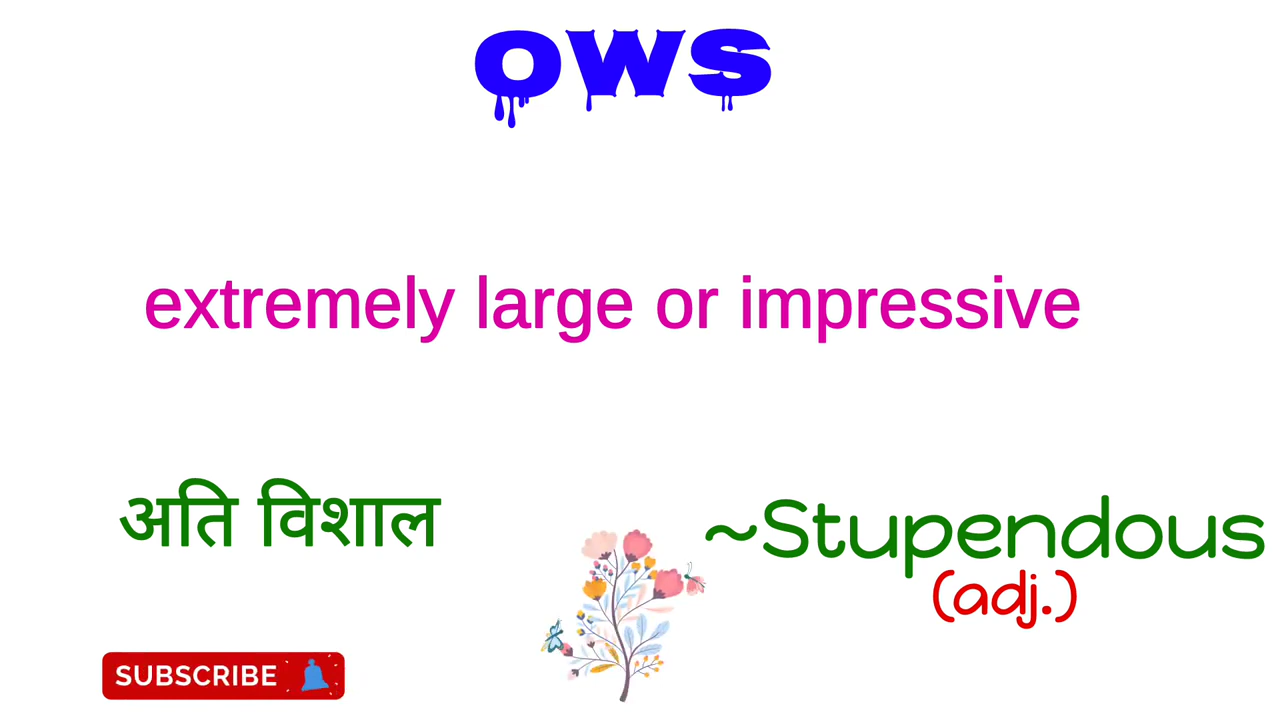 OWS
extremely large or impressive
अति विशाल
~Stupendous
(adj.)
SUBSCRIBE